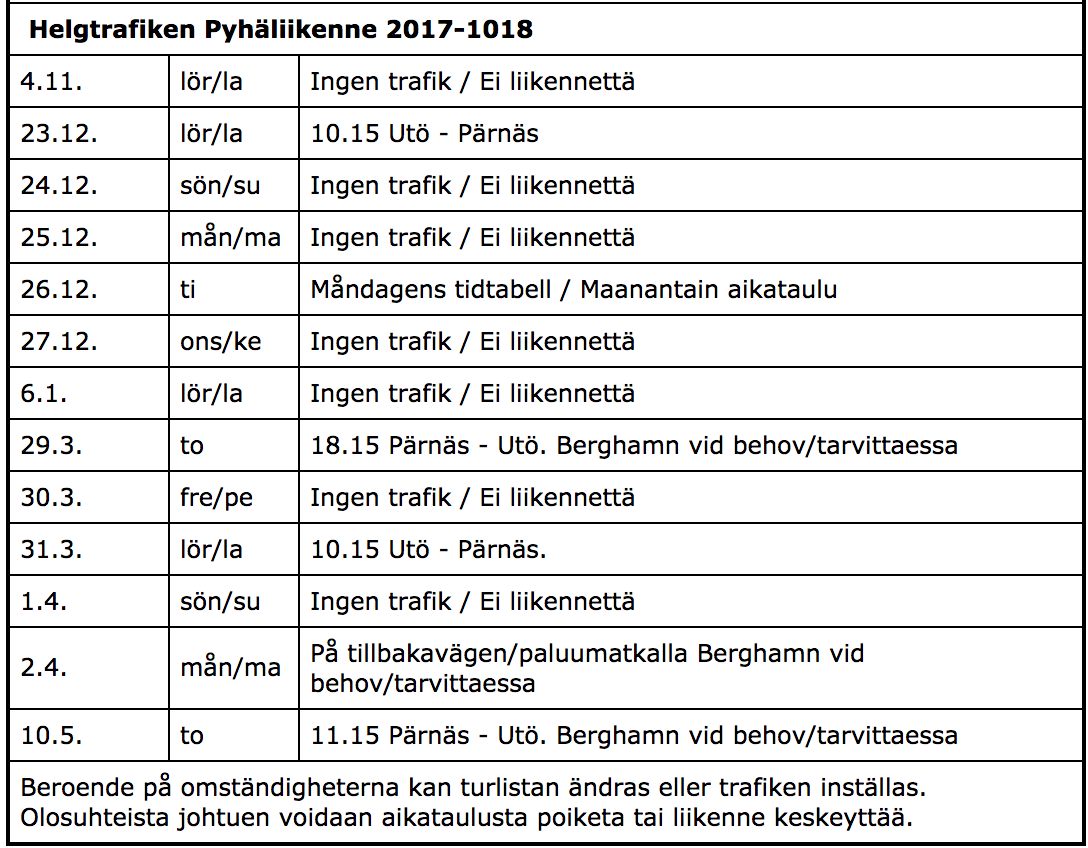 Helgtrafiken Pyhäliikenne 2017-1018
4.11. lör/la Ingen trafik / Ei liikennettä
23.12. lör/la 10.15 Utö - Pärnäs
24.12. sön/su Ingen trafik / Ei liikennettä
25.12. mån/ma Ingen trafik / Ei liikennettä
26.12. ti Måndagens tidtabell / Maanantain aikataulu
27.12. ons/ke Ingen trafik / Ei liikennettä
6.1. lör/la Ingen trafik / Ei liikennettä
29.3. to 18.15 Pärnäs - Utö. Berghamn vid behov/tarvittaessa
30.3. fre/pe Ingen trafik / Ei liikennettä
31.3. lör/la 10.15 Utö - Pärnäs.
1.4. sön/su Ingen trafik / Ei liikennettä
2.4. mån/ma På tillbakavägen/paluumatkalla Berghamn vid
behov/tarvittaessa
10.5. to 11.15 Pärnäs - Utö. Berghamn vid behov/tarvittaessa
Beroende på omständigheterna kan turlistan ändras eller trafiken inställas.
Olosuhteista johtuen voidaan aikataulusta poiketa tai liikenne keskeyttää.